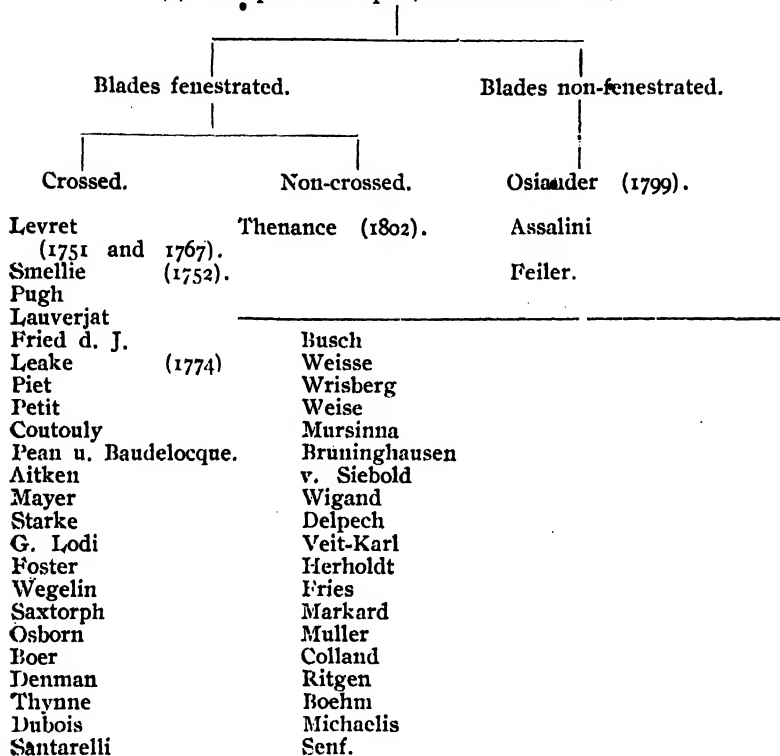 Blades fenestrated.
Blades non-fenestrated.
Crossed.
Non-crossed.
Osiander (1799).
Levret
(1751 and 1767).
Thenance (1802).
Assalini
Smellie (1752).
Feiler.
Pugh
Lauverjat
Fried d. J.
Leake (1774)
Piet
Petit
Coutouly
Pean u. Baudelocque.
Aitken
Mayer
Starke
G. Lodi
Foster
Wegelin
Saxtorph
Osborn
Boer
Denman
Thynne
Dubois
Santarelli
Busch
Weisse
Wrisberg
Weise
Mursinna
Bruninghausen
v. Siebold
Wigand
Delpech
Veit-Karl
Herholdt
Fries
Markard
Muller
Colland
Ritgen
Boehm
Michaelis
Senf.